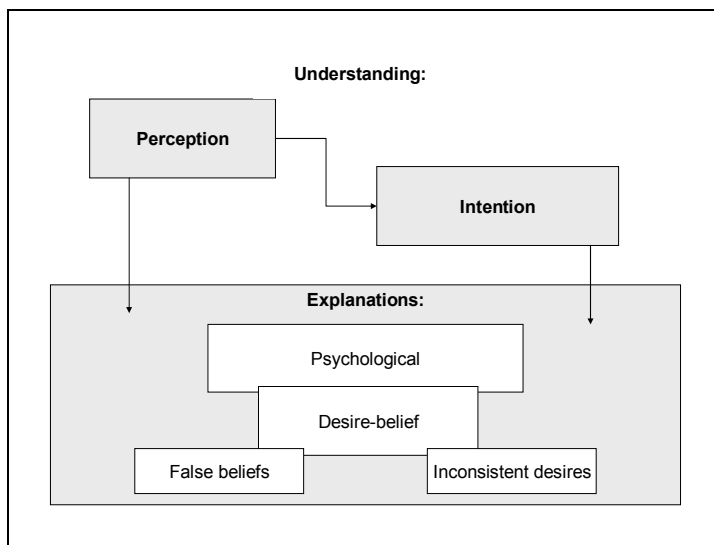 Understanding:
Perception
Intention
Explanations:
Psychological
Desire-belief
False beliefs
Inconsistent desires